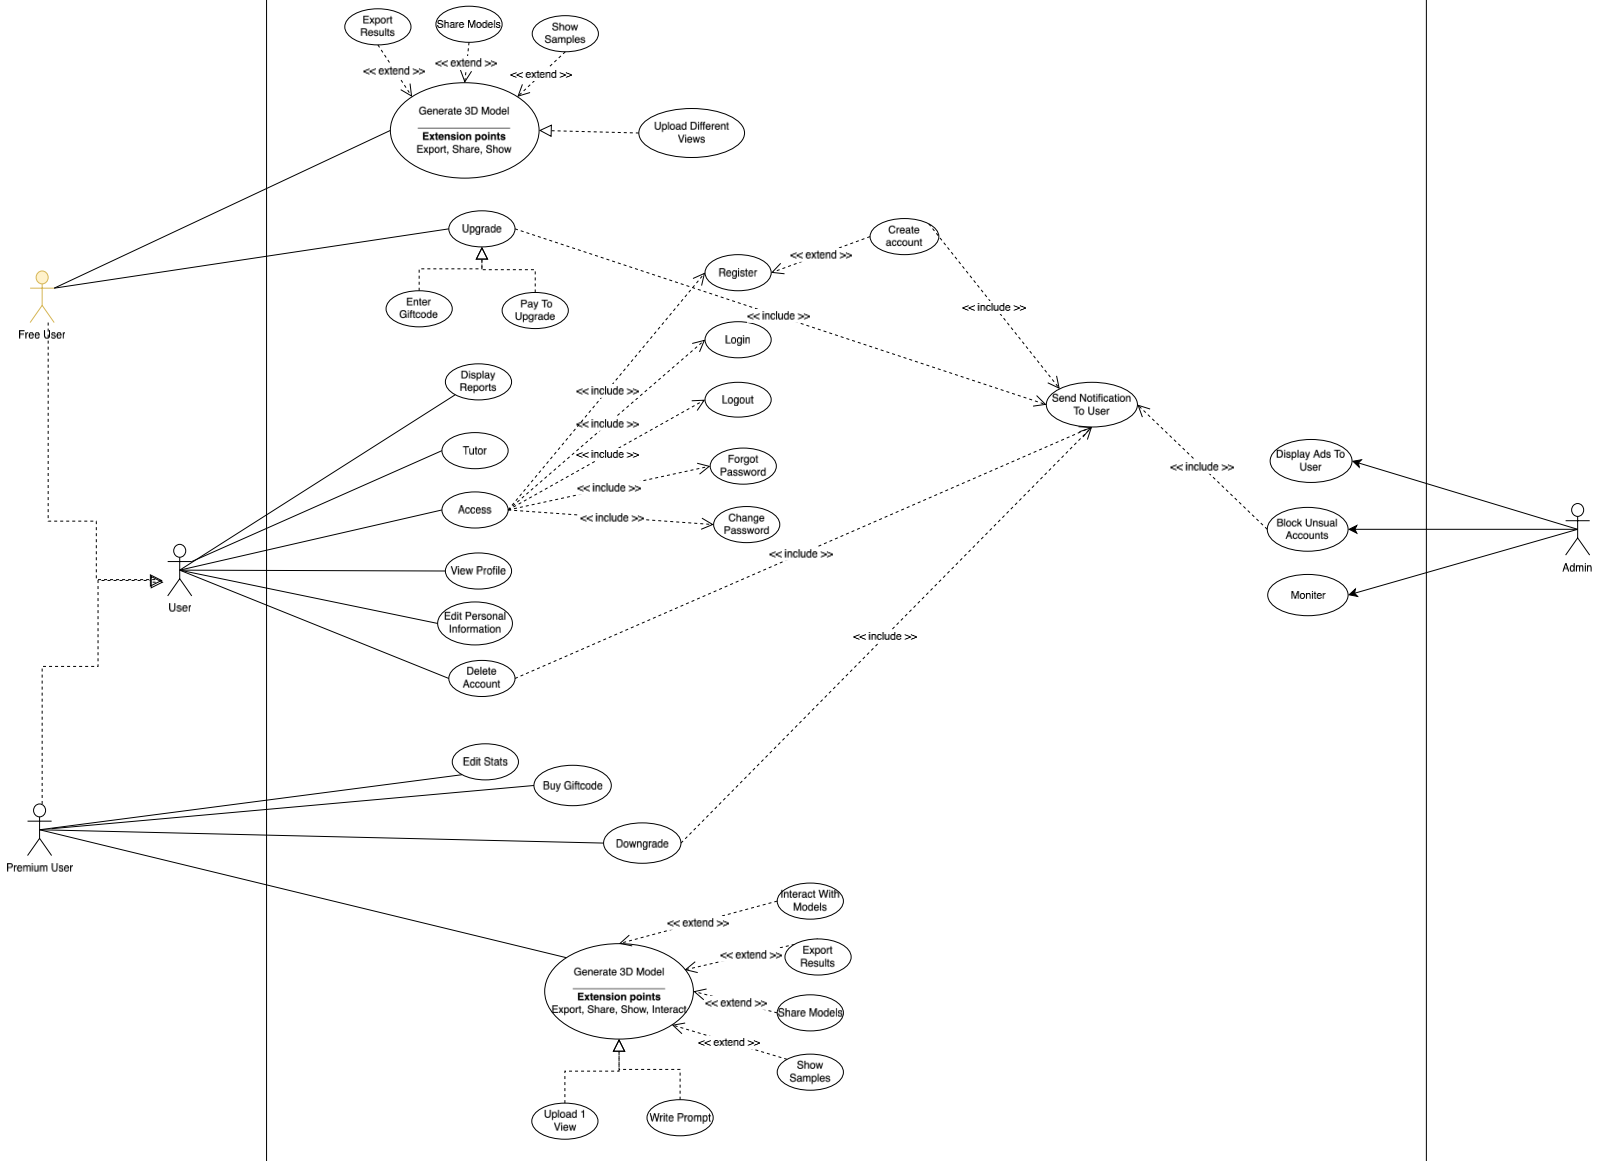 Export
Results
Share Models
Show
Samples
<< extend >>
<< extend >>
<< extend >>
Generate 3D Model
Extension points
Export, Share, Show
Upload Different
Views
Upgrade
Enter
Giftcode
Pay To
Upgrade
Free User
Register
<< extend >>
Create
account
<< include >>
<< include >>
Login
Logout
Forgot
Password
Change
Password
<< include >>
<< include >>
<< include >>
<< include >>
<< include >>
Send Notification
To User
Display
Reports
Tutor
Access
View Profile
Edit Personal
Information
Delete
Account
User
<< include >>
<< include >>
<< include >>
Display Ads To
User
Block Unsual
Accounts
Moniter
Admin
Edit Stats
Buy Giftcode
Downgrade
Premium User
Interact With
Models
<< extend >>
Export
Results
<< extend >>
Share Models
<< extend >>
Show
Samples
<< extend >>
Generate 3D Model
Extension points
Export, Share, Show, Interact
Upload 1
View
Write Prompt